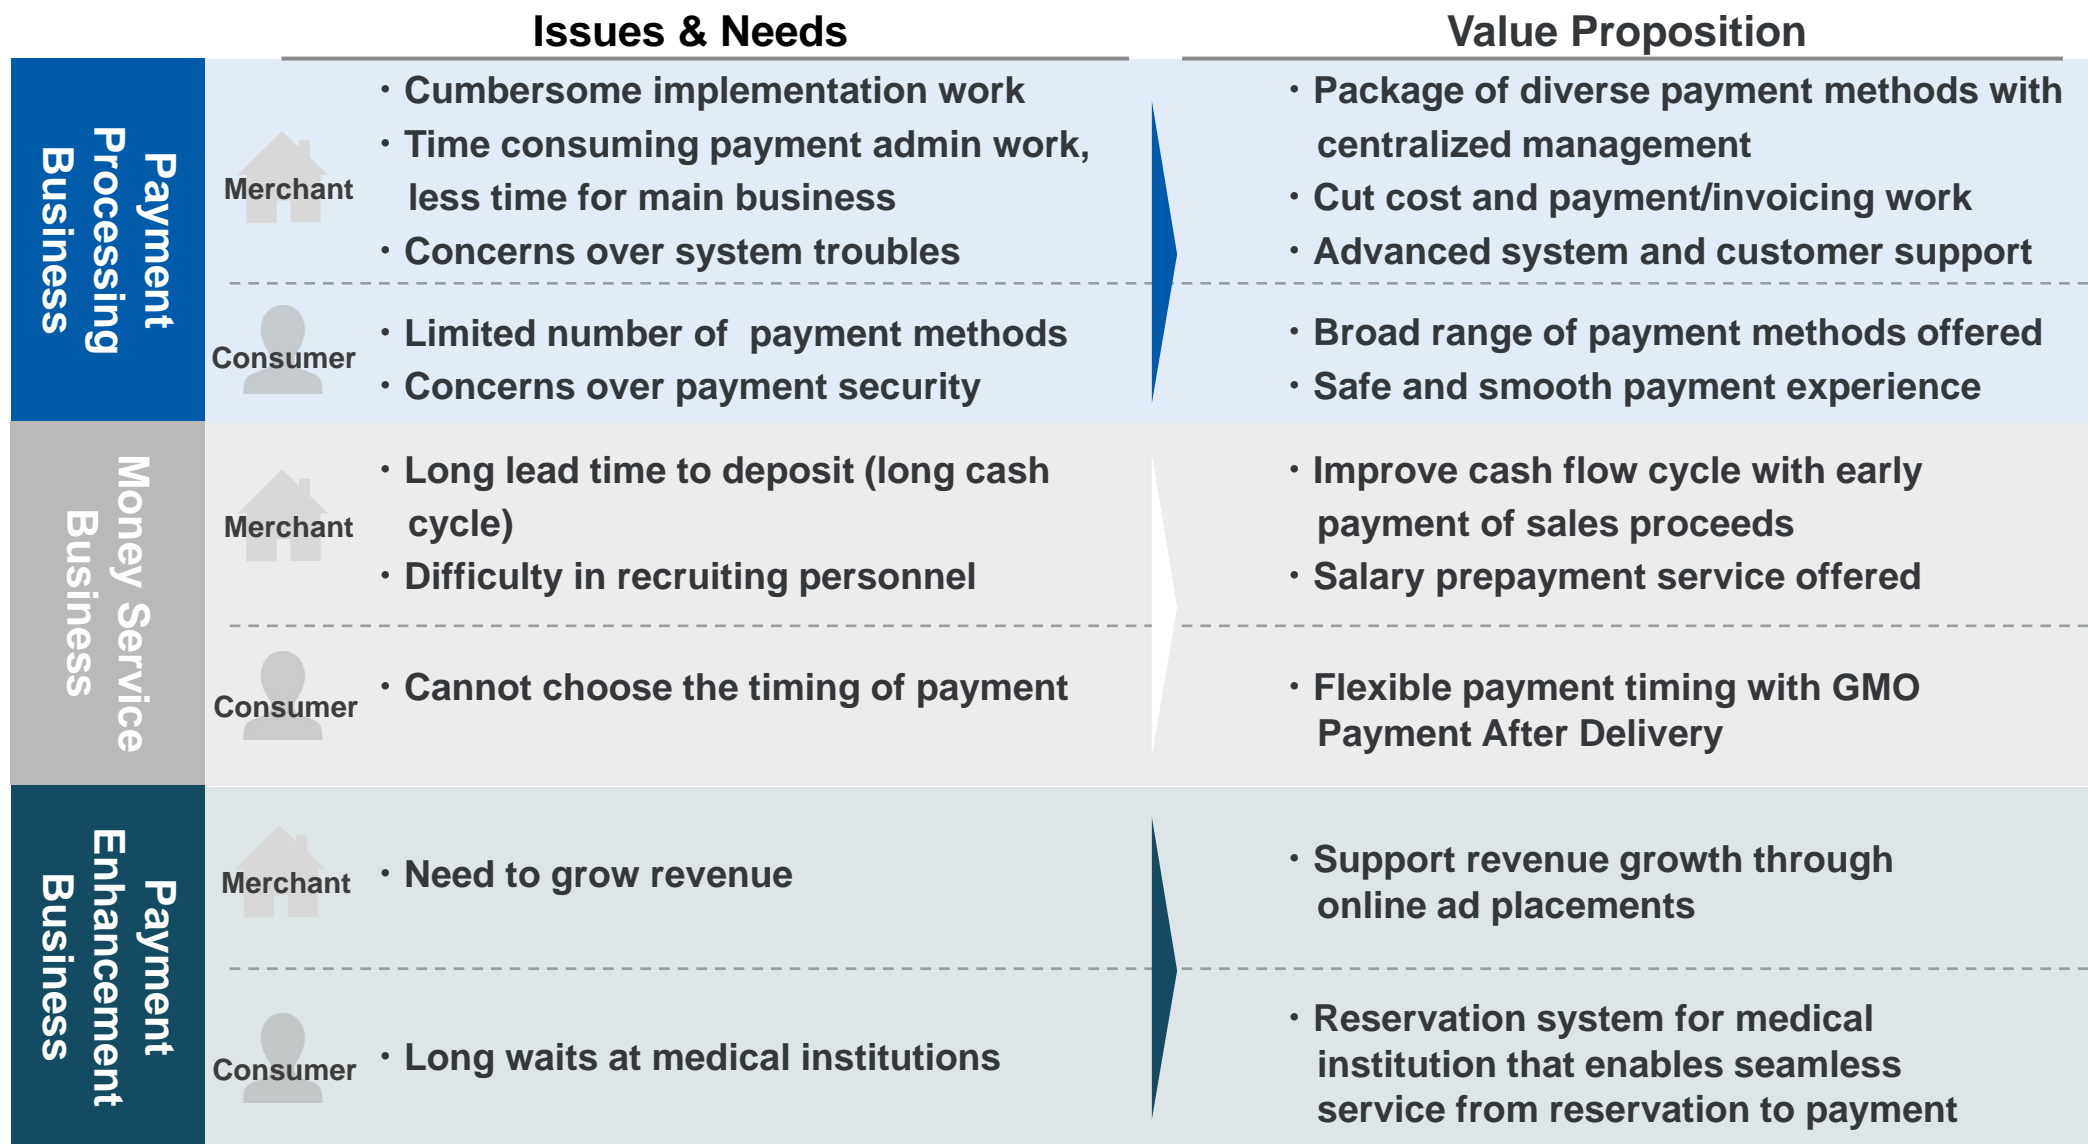 Issues & Needs
Value Proposition
Payment
Processing
Business
Merchant
・Cumbersome implementation work
・Time consuming payment admin work,
less time for main business
・Concerns over system troubles
・Package of diverse payment methods with
centralized management
・Cut cost and payment/invoicing work
・Advanced system and customer support
Consumer
・Limited number of  payment methods
・Concerns over payment security
・Broad range of payment methods offered
・Safe and smooth payment experience
Money Service
Business
Merchant
・Long lead time to deposit (long cash
cycle)
・Difficulty in recruiting personnel
・Improve cash flow cycle with early
payment of sales proceeds
・Salary prepayment service offered
Consumer
・Cannot choose the timing of payment
・Flexible payment timing with GMO
Payment After Delivery
Payment
Enhancement
Business
Merchant
・Need to grow revenue
・Support revenue growth through
online ad placements
Consumer
・Long waits at medical institutions
・Reservation system for medical
institution that enables seamless
service from reservation to payment